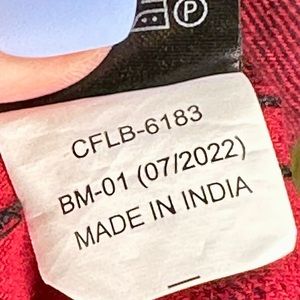 P
CFLB-6183
BM-01 (07/2022)
MADE IN INDIA